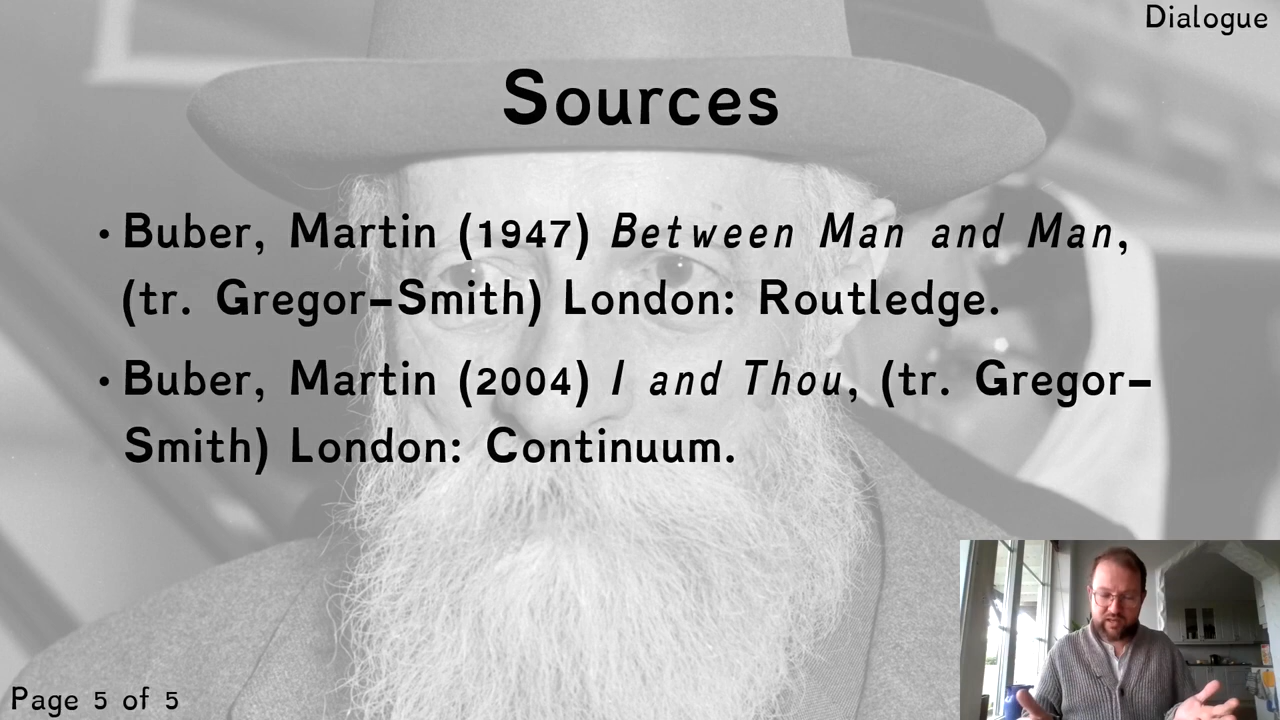 Dialogue
Sources
• Buber, Martin (1947) Between Man and Man,
(tr. Gregor-Smith) London: Routledge.
• Buber, Martin (2004) I and Thou, (tr. Gregor-
Smith) London: Continuum.
Page 5 of 5